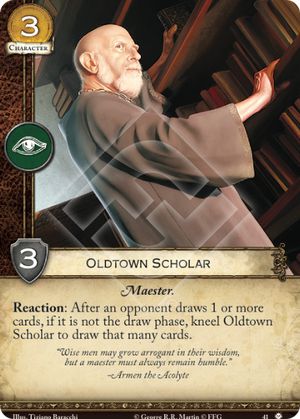 3
CHARACTER
3
OLDTOWN SCHOLAR
Maester.
Reaction: After an opponent draws 1 or more
cards, if it is not the draw phase, kneel Oldtown
Scholar to draw that many cards.
"Wise men may grow arrogant in their wisdom,
but a maester must always remain humble."
–Armen the Acolyte
Illus. Tiziano Baracchi
© George R.R. Martin © FFG
41